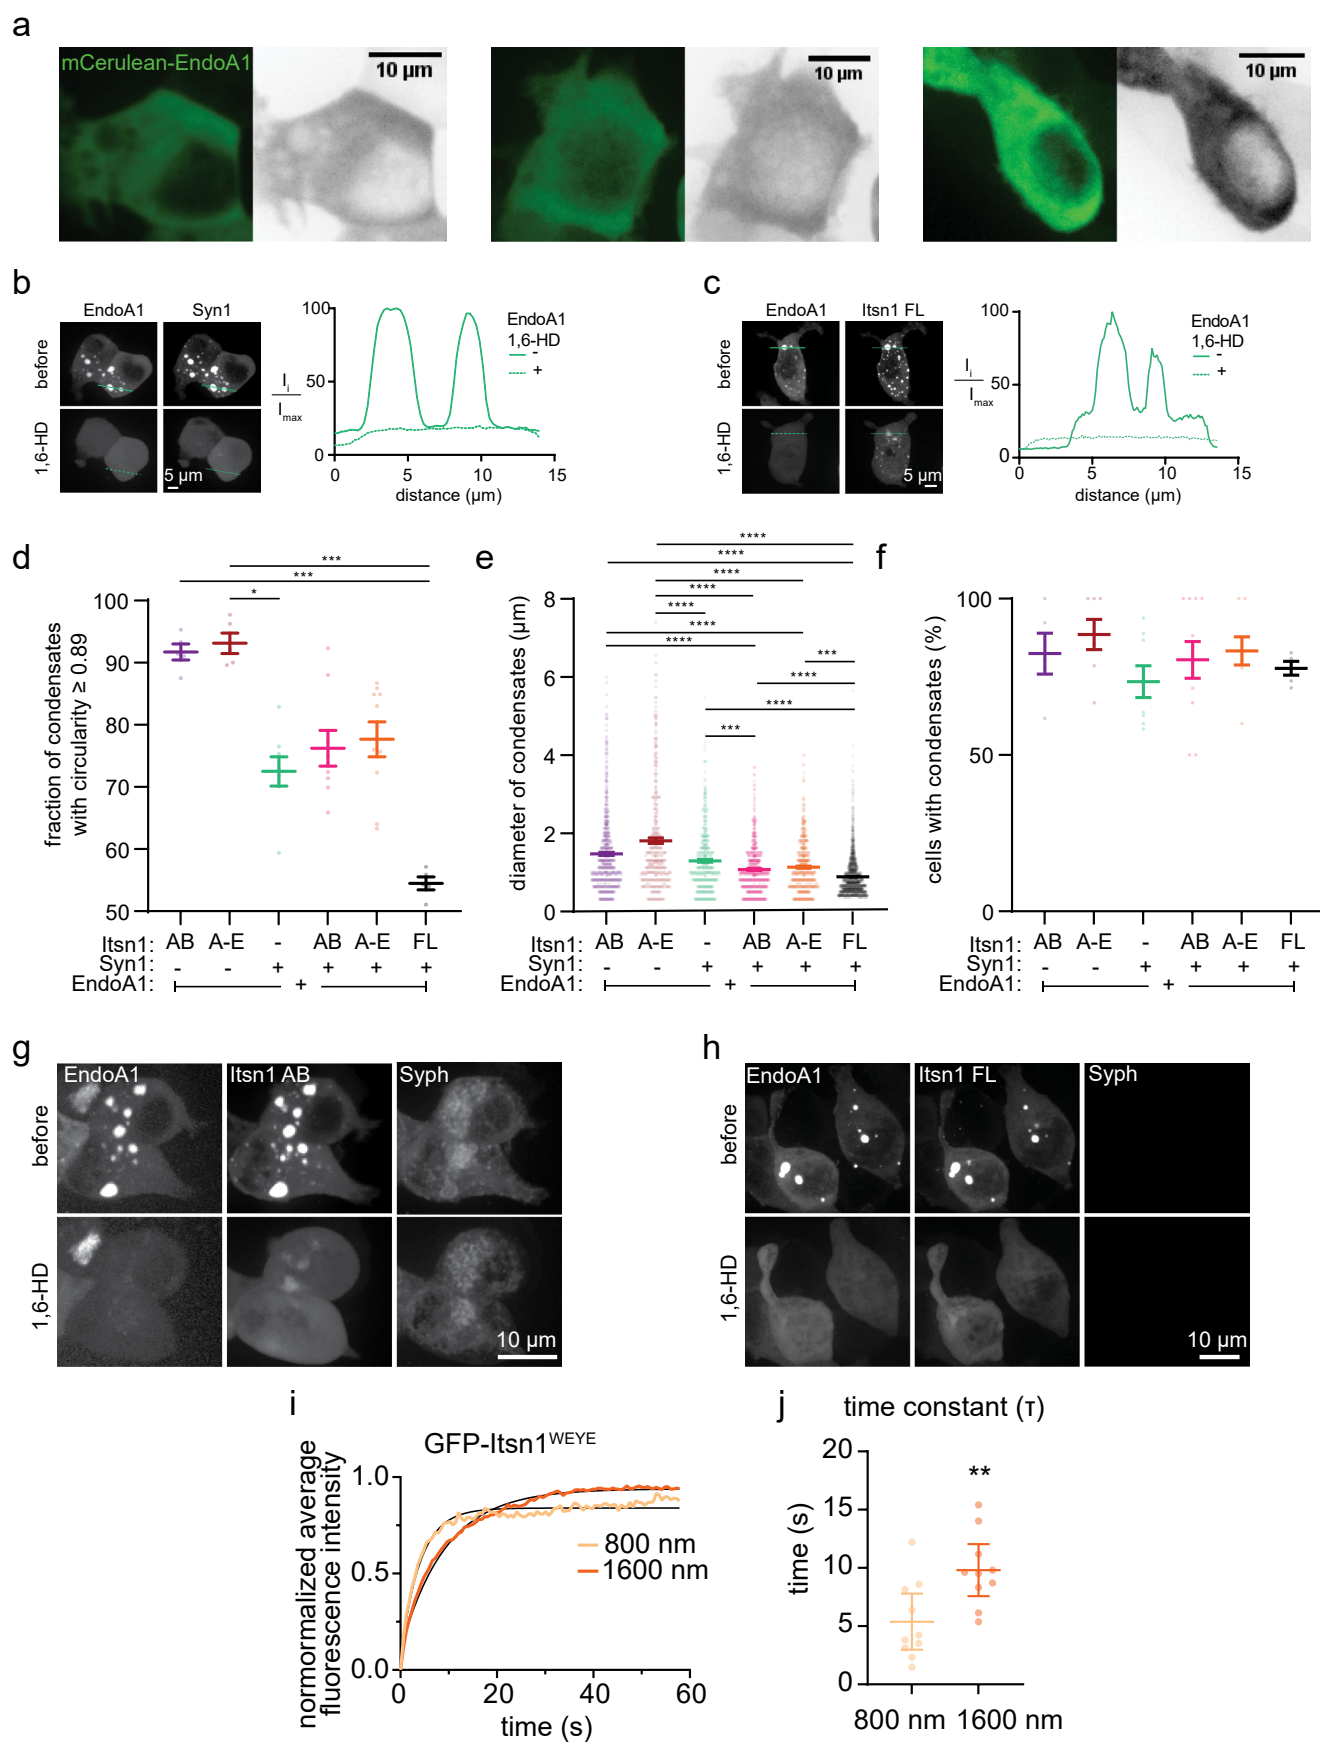 a
mCerulean-EndoA1
10 µm
10 µm
10 µm
b
EndoA1
Syn1
before
1,6-HD
5 µm
100
50
0
I i
I max
0
5
10
15
distance (µm)
EndoA1
1,6-HD
-
+
c
EndoA1
Itsn1 FL
before
1,6-HD
5 µm
100
50
0
I i
I max
0
5
10
15
distance (µm)
EndoA1
1,6-HD
-
+
d
***
***
*
fraction of condensates
with circularity ≥ 0.89
100
90
80
70
60
50
Itsn1: AB A-E - AB A-E FL
Syn1: - - + + + +
EndoA1: +
e
****
****
****
****
****
****
****
***
****
****
***
diameter of condensates (µm)
8
6
4
2
0
Itsn1: AB A-E - AB A-E FL
Syn1: - - + + + +
EndoA1: +
f
cells with condensates (%)
100
50
0
Itsn1: AB A-E - AB A-E FL
Syn1: - - + + + +
EndoA1: +
g
EndoA1
Itsn1 AB
Syph
before
1,6-HD
10 µm
h
EndoA1
Itsn1 FL
Syph
before
1,6-HD
10 µm
i
GFP-Itsn1WEYE
normormalized average
fluorescence intensity
1.0
0.5
0.0
800 nm
1600 nm
0
20
40
60
time (s)
j
time constant (τ)
time (s)
20
15
10
5
0
**
800 nm
1600 nm